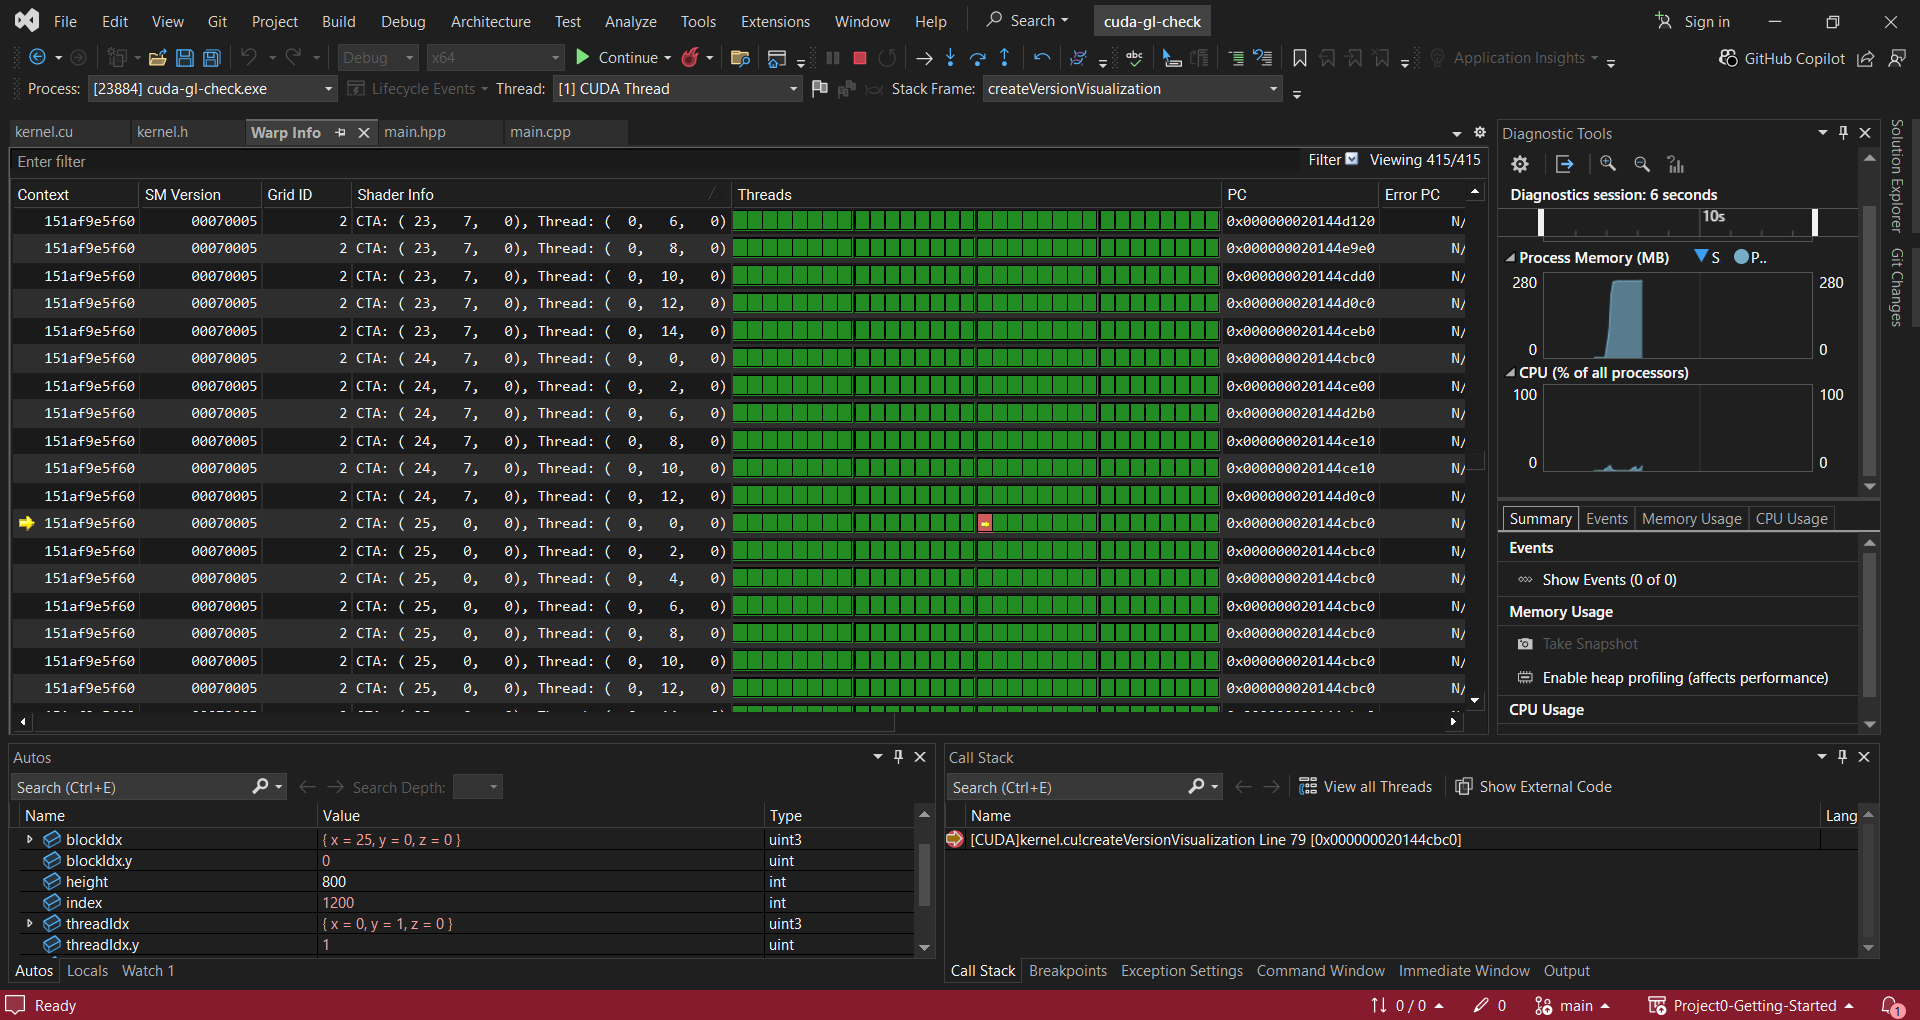 File Edit View Git Project Build Debug Architecture Test Analyze Tools Extensions Window Help Search cuda-gl-check Sign in
Debug x64 Continue Application Insights GitHub Copilot
Process: [23884] cuda-gl-check.exe Lifecycle Events Thread: [1] CUDA Thread Stack Frame: createVersionVisualization
kernel.cu kernel.h Warp Info main.hpp main.cpp
Enter filter Filter Viewing 415/415
Context SM Version Grid ID Shader Info Threads PC Error PC
151af9e5f60 00070005 2 CTA: ( 23, 7, 0), Thread: ( 0, 6, 0) 0x000000020144d120 N/
151af9e5f60 00070005 2 CTA: ( 23, 7, 0), Thread: ( 0, 8, 0) 0x000000020144e9e0 N/
151af9e5f60 00070005 2 CTA: ( 23, 7, 0), Thread: ( 0, 10, 0) 0x000000020144cdd0 N/
151af9e5f60 00070005 2 CTA: ( 23, 7, 0), Thread: ( 0, 12, 0) 0x000000020144d0c0 N/
151af9e5f60 00070005 2 CTA: ( 23, 7, 0), Thread: ( 0, 14, 0) 0x000000020144ceb0 N/
151af9e5f60 00070005 2 CTA: ( 24, 7, 0), Thread: ( 0, 0, 0) 0x000000020144cbc0 N/
151af9e5f60 00070005 2 CTA: ( 24, 7, 0), Thread: ( 0, 2, 0) 0x000000020144ce00 N/
151af9e5f60 00070005 2 CTA: ( 24, 7, 0), Thread: ( 0, 6, 0) 0x000000020144d2b0 N/
151af9e5f60 00070005 2 CTA: ( 24, 7, 0), Thread: ( 0, 8, 0) 0x000000020144ce10 N/
151af9e5f60 00070005 2 CTA: ( 24, 7, 0), Thread: ( 0, 10, 0) 0x000000020144ce10 N/
151af9e5f60 00070005 2 CTA: ( 24, 7, 0), Thread: ( 0, 12, 0) 0x000000020144d0c0 N/
151af9e5f60 00070005 2 CTA: ( 25, 0, 0), Thread: ( 0, 0, 0) 0x000000020144cbc0 N/
151af9e5f60 00070005 2 CTA: ( 25, 0, 0), Thread: ( 0, 2, 0) 0x000000020144cbc0 N/
151af9e5f60 00070005 2 CTA: ( 25, 0, 0), Thread: ( 0, 4, 0) 0x000000020144cbc0 N/
151af9e5f60 00070005 2 CTA: ( 25, 0, 0), Thread: ( 0, 6, 0) 0x000000020144cbc0 N/
151af9e5f60 00070005 2 CTA: ( 25, 0, 0), Thread: ( 0, 8, 0) 0x000000020144cbc0 N/
151af9e5f60 00070005 2 CTA: ( 25, 0, 0), Thread: ( 0, 10, 0) 0x000000020144cbc0 N/
151af9e5f60 00070005 2 CTA: ( 25, 0, 0), Thread: ( 0, 12, 0) 0x000000020144cbc0 N/
Diagnostic Tools
Diagnostics session: 6 seconds
10s
Process Memory (MB) S P..
280 280
0 0
CPU (% of all processors)
100 100
0 0
Summary Events Memory Usage CPU Usage
Events
Show Events (0 of 0)
Memory Usage
Take Snapshot
Enable heap profiling (affects performance)
CPU Usage
Solution Explorer
Git Changes
Autos
Search (Ctrl+E) Search Depth:
Name Value Type
blockIdx { x = 25, y = 0, z = 0 } uint3
blockIdx.y 0 uint
height 800 int
index 1200 int
threadIdx { x = 0, y = 1, z = 0 } uint3
threadIdx.y 1 uint
Autos Locals Watch 1
Call Stack
Search (Ctrl+E) View all Threads Show External Code
Name Lang
[CUDA]kernel.cu!createVersionVisualization Line 79 [0x000000020144cbc0]
Call Stack Breakpoints Exception Settings Command Window Immediate Window Output
Ready 0 / 0 0 main Project0-Getting-Started 1